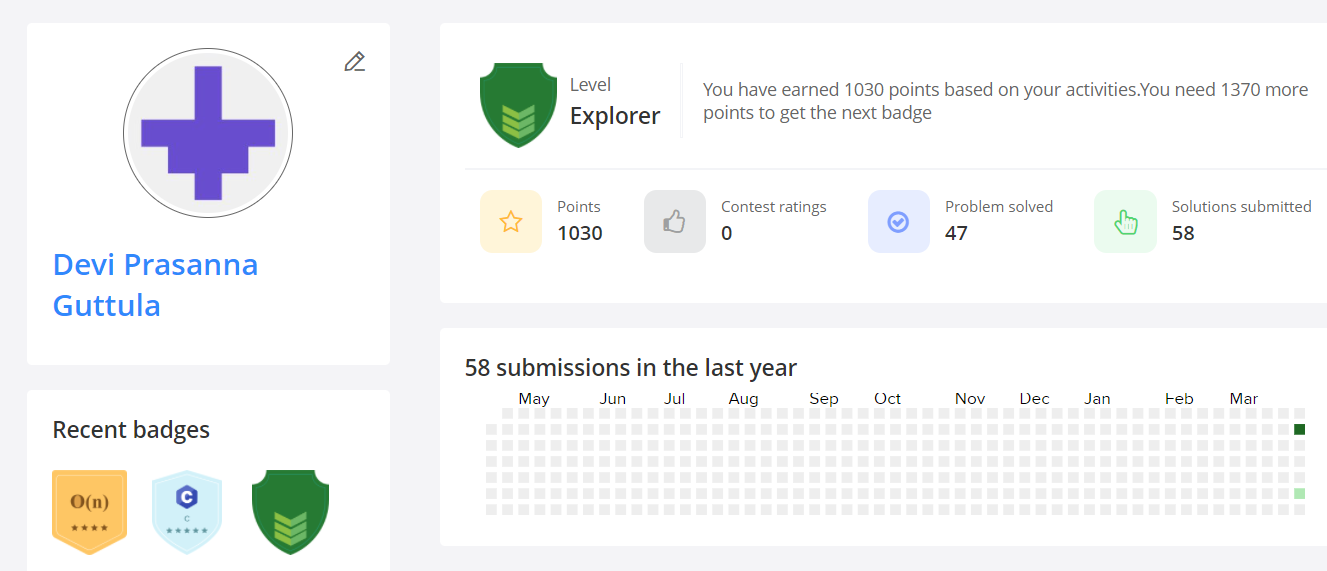 Devi Prasanna
Guttula
Recent badges
O(n)
★★★★
C
C
★★★★★
Level
Explorer
You have earned 1030 points based on your activities.You need 1370 more
points to get the next badge
Points
1030
Contest ratings
0
Problem solved
47
Solutions submitted
58
58 submissions in the last year
May Jun Jul Aug Sep Oct Nov Dec Jan Feb Mar